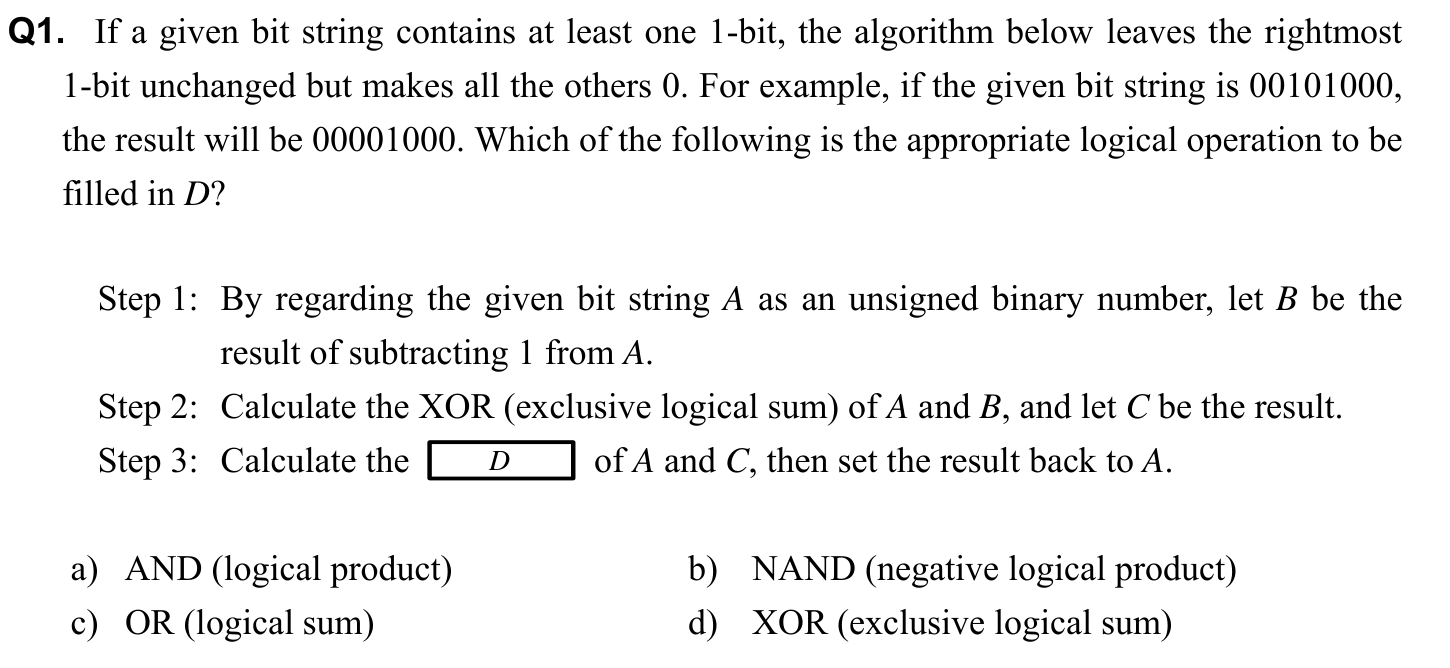 Q1. If a given bit string contains at least one 1-bit, the algorithm below leaves the rightmost
1-bit unchanged but makes all the others 0. For example, if the given bit string is 00101000,
the result will be 00001000. Which of the following is the appropriate logical operation to be
filled in D?
Step 1: By regarding the given bit string A as an unsigned binary number, let B be the
result of subtracting 1 from A.
Step 2: Calculate the XOR (exclusive logical sum) of A and B, and let C be the result.
Step 3: Calculate the D of A and C, then set the result back to A.
a) AND (logical product) b) NAND (negative logical product)
c) OR (logical sum) d) XOR (exclusive logical sum)